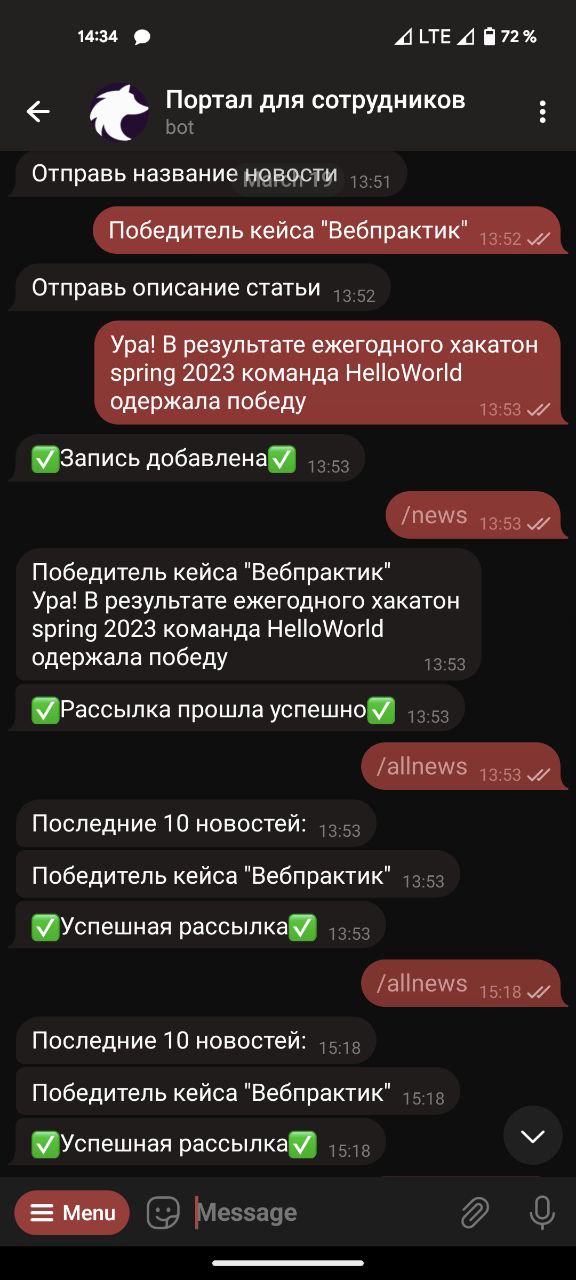 14:34 LTE 72 %
Портал для сотрудников
bot
Отправь название новости 13:51
March 19
Победитель кейса "Вебпрактик" 13:52
Отправь описание статьи 13:52
Ура! В результате ежегодного хакатон
spring 2023 команда HelloWorld
одержала победу 13:53
✅Запись добавлена✅ 13:53
/news 13:53
Победитель кейса "Вебпрактик"
Ура! В результате ежегодного хакатон
spring 2023 команда HelloWorld
одержала победу 13:53
✅Рассылка прошла успешно✅ 13:53
/allnews 13:53
Последние 10 новостей: 13:53
Победитель кейса "Вебпрактик" 13:53
✅Успешная рассылка✅ 13:53
/allnews 15:18
Последние 10 новостей: 15:18
Победитель кейса "Вебпрактик" 15:18
✅Успешная рассылка✅ 15:18
Menu Message